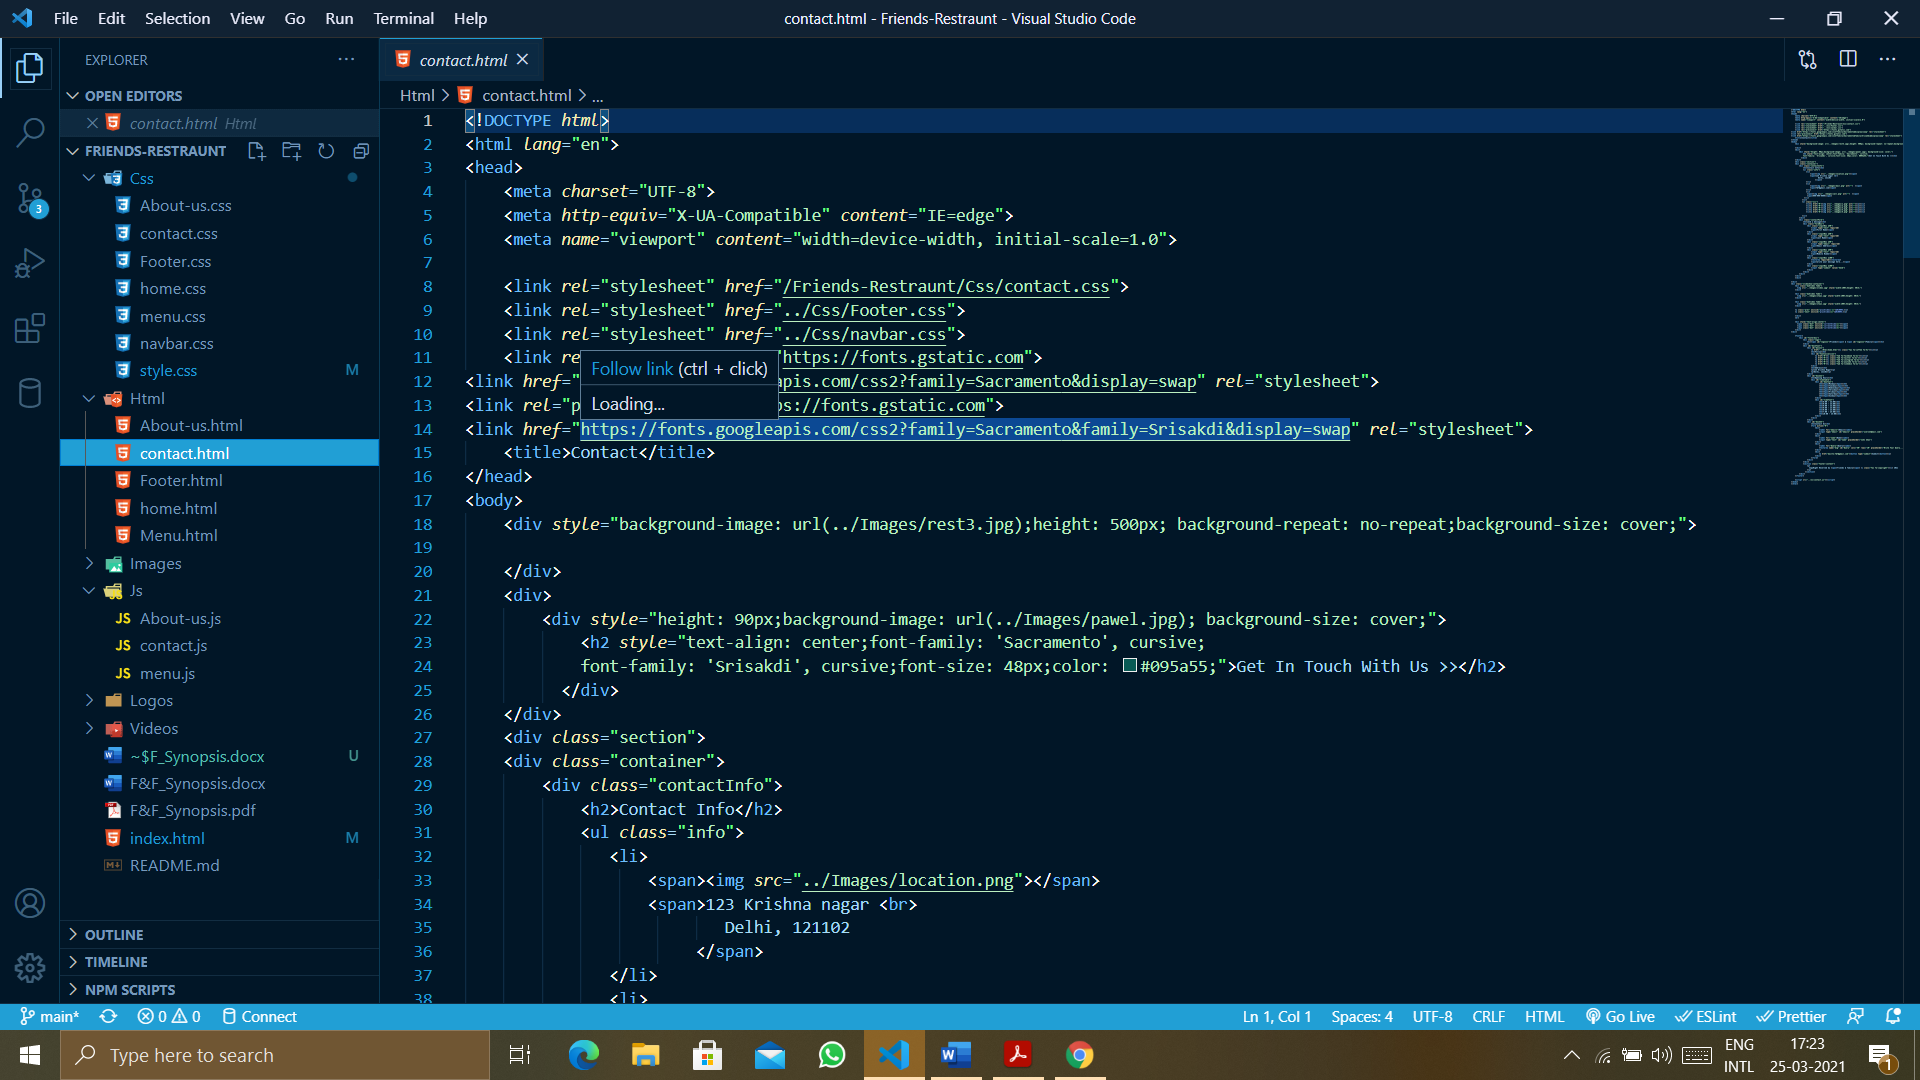 File Edit Selection View Go Run Terminal Help
contact.html - Friends-Restraunt - Visual Studio Code
EXPLORER
OPEN EDITORS
contact.html Html
FRIENDS-RESTRAUNT
Css
About-us.css
contact.css
Footer.css
home.css
menu.css
navbar.css
style.css M
Html
About-us.html
contact.html
Footer.html
home.html
Menu.html
Images
Js
JS About-us.js
JS contact.js
JS menu.js
Logos
Videos
~$F_Synopsis.docx U
F&F_Synopsis.docx
F&F_Synopsis.pdf
index.html M
README.md
OUTLINE
TIMELINE
NPM SCRIPTS
3
contact.html
Html > contact.html > ...
1 <!DOCTYPE html>
2 <html lang="en">
3 <head>
4 <meta charset="UTF-8">
5 <meta http-equiv="X-UA-Compatible" content="IE=edge">
6 <meta name="viewport" content="width=device-width, initial-scale=1.0">
7
8 <link rel="stylesheet" href="/Friends-Restraunt/Css/contact.css">
9 <link rel="stylesheet" href="../Css/Footer.css">
10 <link rel="stylesheet" href="../Css/navbar.css">
11 <link re "https://fonts.gstatic.com">
Follow link (ctrl + click)
12 <link href=" apis.com/css2?family=Sacramento&display=swap" rel="stylesheet">
Loading...
13 <link rel="p ps://fonts.gstatic.com">
14 <link href="https://fonts.googleapis.com/css2?family=Sacramento&family=Srisakdi&display=swap" rel="stylesheet">
15 <title>Contact</title>
16 </head>
17 <body>
18 <div style="background-image: url(../Images/rest3.jpg);height: 500px; background-repeat: no-repeat;background-size: cover;">
19
20 </div>
21 <div>
22 <div style="height: 90px;background-image: url(../Images/pawel.jpg); background-size: cover;">
23 <h2 style="text-align: center;font-family: 'Sacramento', cursive;
24 font-family: 'Srisakdi', cursive;font-size: 48px;color: #095a55;">Get In Touch With Us >></h2>
25 </div>
26 </div>
27 <div class="section">
28 <div class="container">
29 <div class="contactInfo">
30 <h2>Contact Info</h2>
31 <ul class="info">
32 <li>
33 <span><img src="../Images/location.png"></span>
34 <span>123 Krishna nagar <br>
35 Delhi, 121102
36 </span>
37 </li>
38 <li>
main* 0 0 Connect
Ln 1, Col 1 Spaces: 4 UTF-8 CRLF HTML Go Live ESLint Prettier
Type here to search
ENG
INTL
17:23
25-03-2021
1